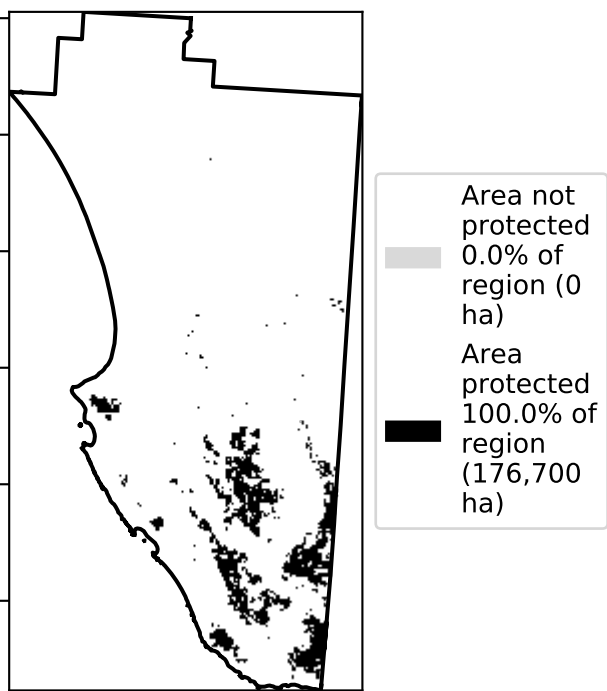 Area not
protected
0.0% of
region (0
ha)
Area
protected
100.0% of
region
(176,700
ha)